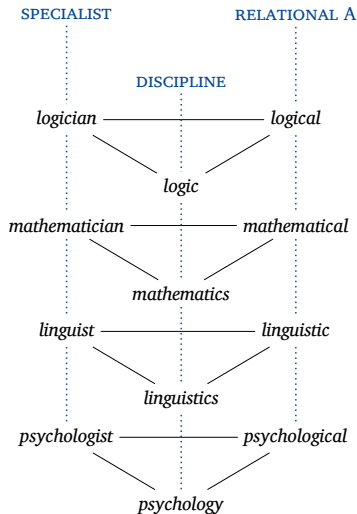 SPECIALIST RELATIONAL A
DISCIPLINE
logician logical
logic
mathematician mathematical
mathematics
linguist linguistic
linguistics
psychologist psychological
psychology